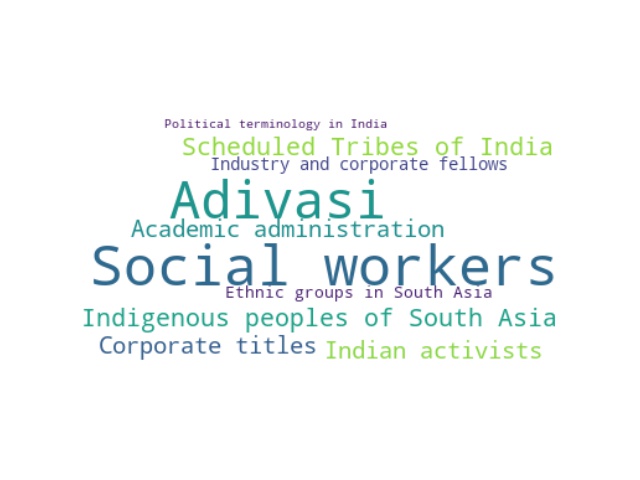 Political terminology in India
Scheduled Tribes of India
Industry and corporate fellows
Adivasi
Academic administration
Social workers
Ethnic groups in South Asia
Indigenous peoples of South Asia
Corporate titles
Indian activists